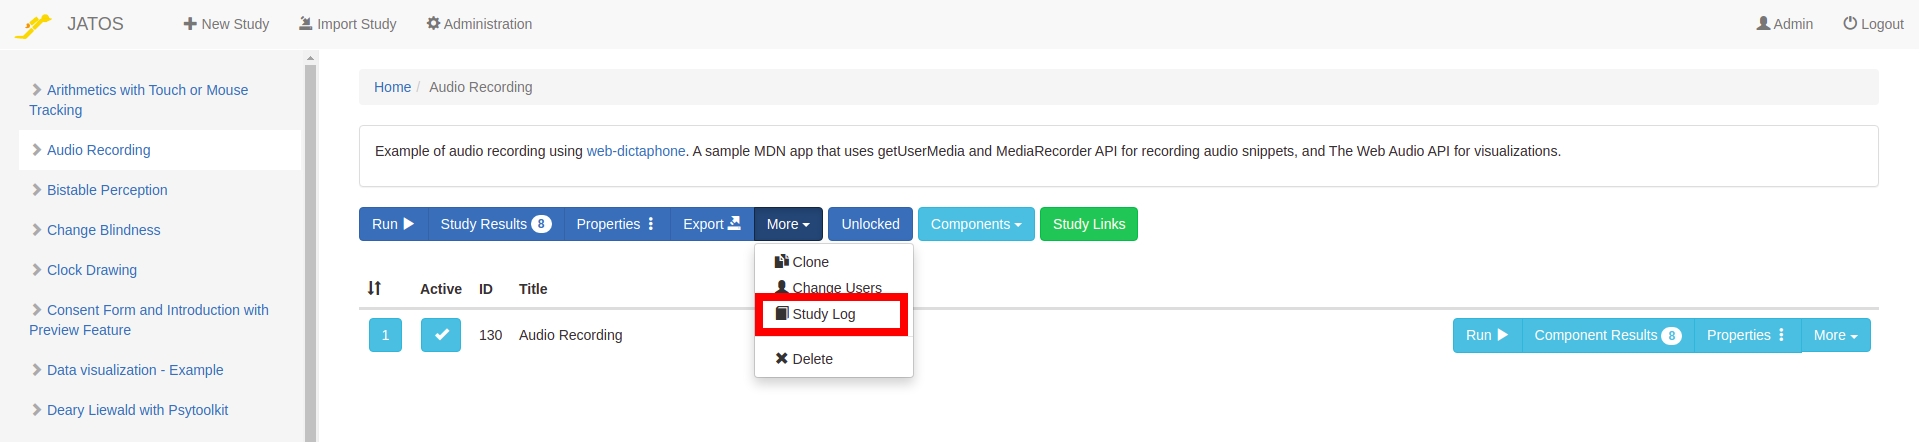 JATOS New Study Import Study Administration Admin Logout
Arithmetics with Touch or Mouse
Tracking
Audio Recording
Bistable Perception
Change Blindness
Clock Drawing
Consent Form and Introduction with
Preview Feature
Data visualization - Example
Deary Liewald with Psytoolkit
Home / Audio Recording
Example of audio recording using web-dictaphone. A sample MDN app that uses getUserMedia and MediaRecorder API for recording audio snippets, and The Web Audio API for visualizations.
Run Study Results 8 Properties Export More Unlocked Components Study Links
Clone
Change Users
Study Log
Delete
Active ID Title
1 130 Audio Recording Run Component Results 8 Properties More